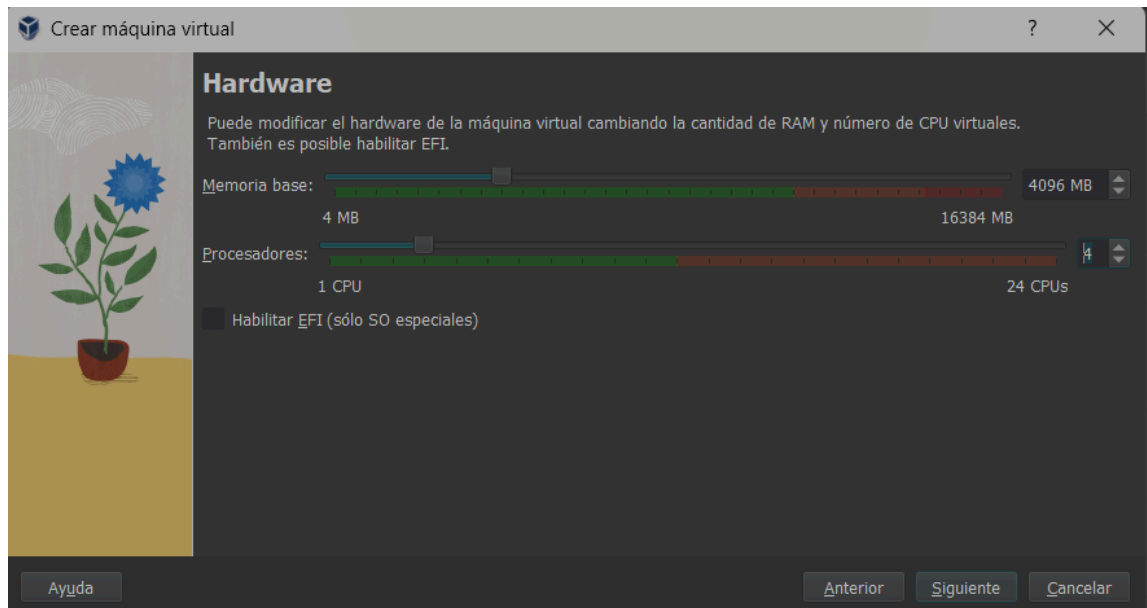 Crear máquina virtual
?
Hardware
Puede modificar el hardware de la máquina virtual cambiando la cantidad de RAM y número de CPU virtuales.
También es posible habilitar EFI.
Memoria base:
4096 MB
4 MB
16384 MB
Procesadores:
4
1 CPU
24 CPUs
Habilitar EFI (sólo SO especiales)
Ayuda
Anterior
Siguiente
Cancelar